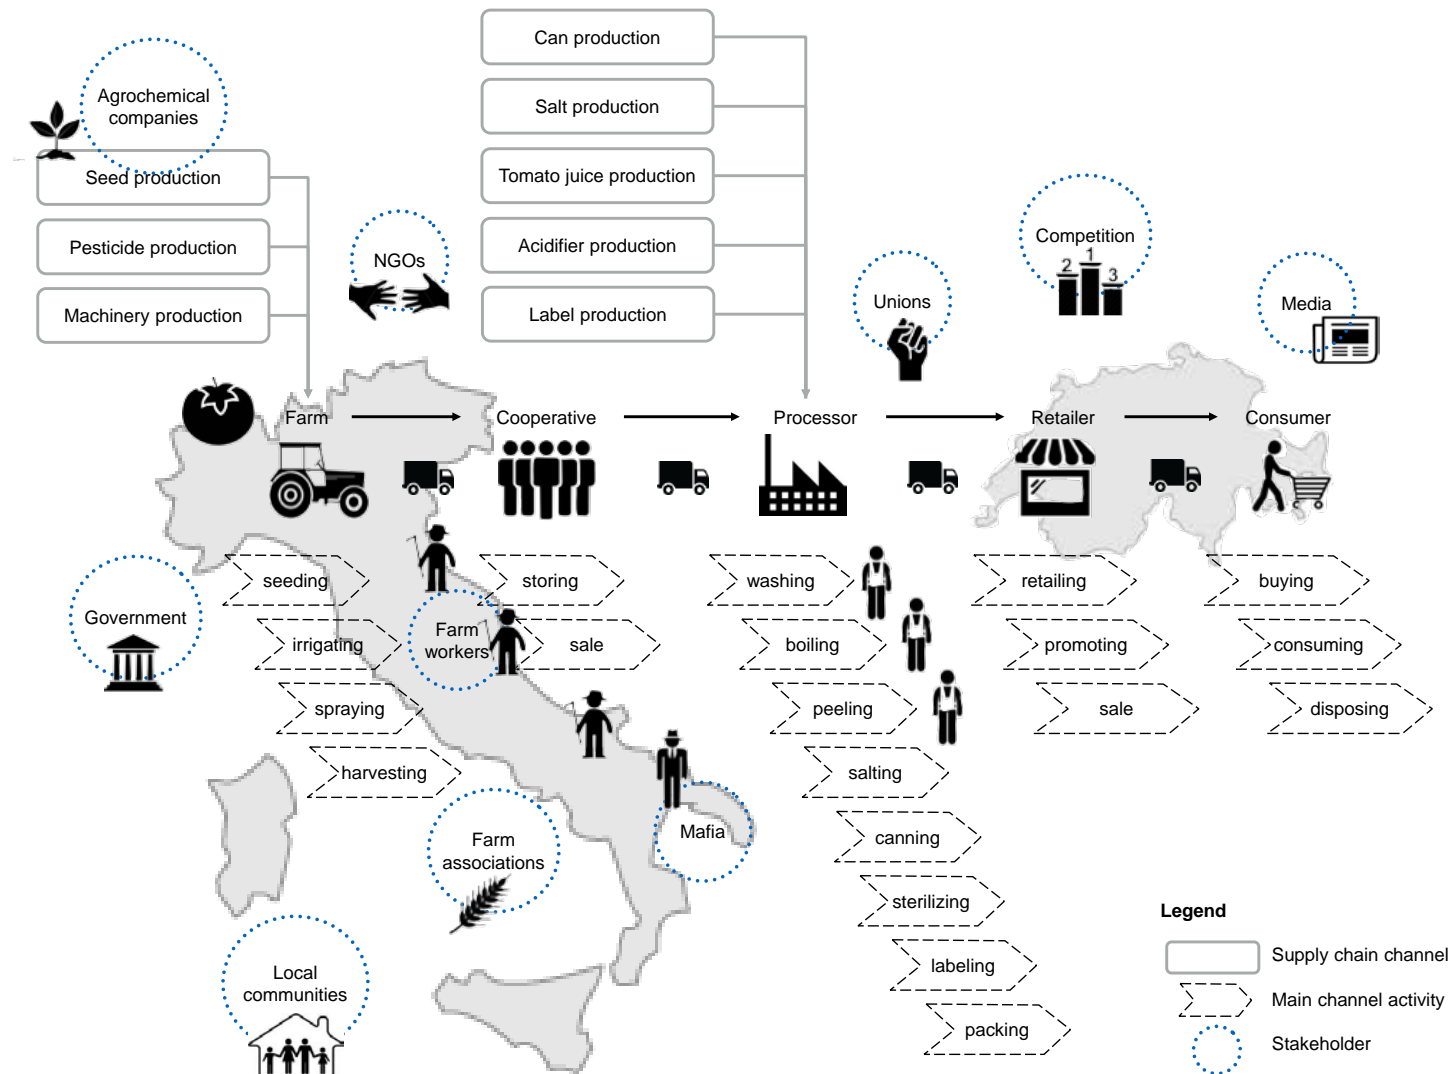 Can production
Agrochemical
companies
Salt production
Seed production
Tomato juice production
Pesticide production
NGOs
Acidifier production
Competition
2 1 3
Machinery production
Label production
Unions
Media
Farm
Cooperative
Processor
Retailer
Consumer
seeding
storing
washing
retailing
buying
Government
irrigating
Farm
workers
sale
boiling
promoting
consuming
spraying
peeling
sale
disposing
harvesting
salting
Farm
associations
Mafia
canning
sterilizing
Legend
Local
communities
labeling
Supply chain channel
Main channel activity
packing
Stakeholder